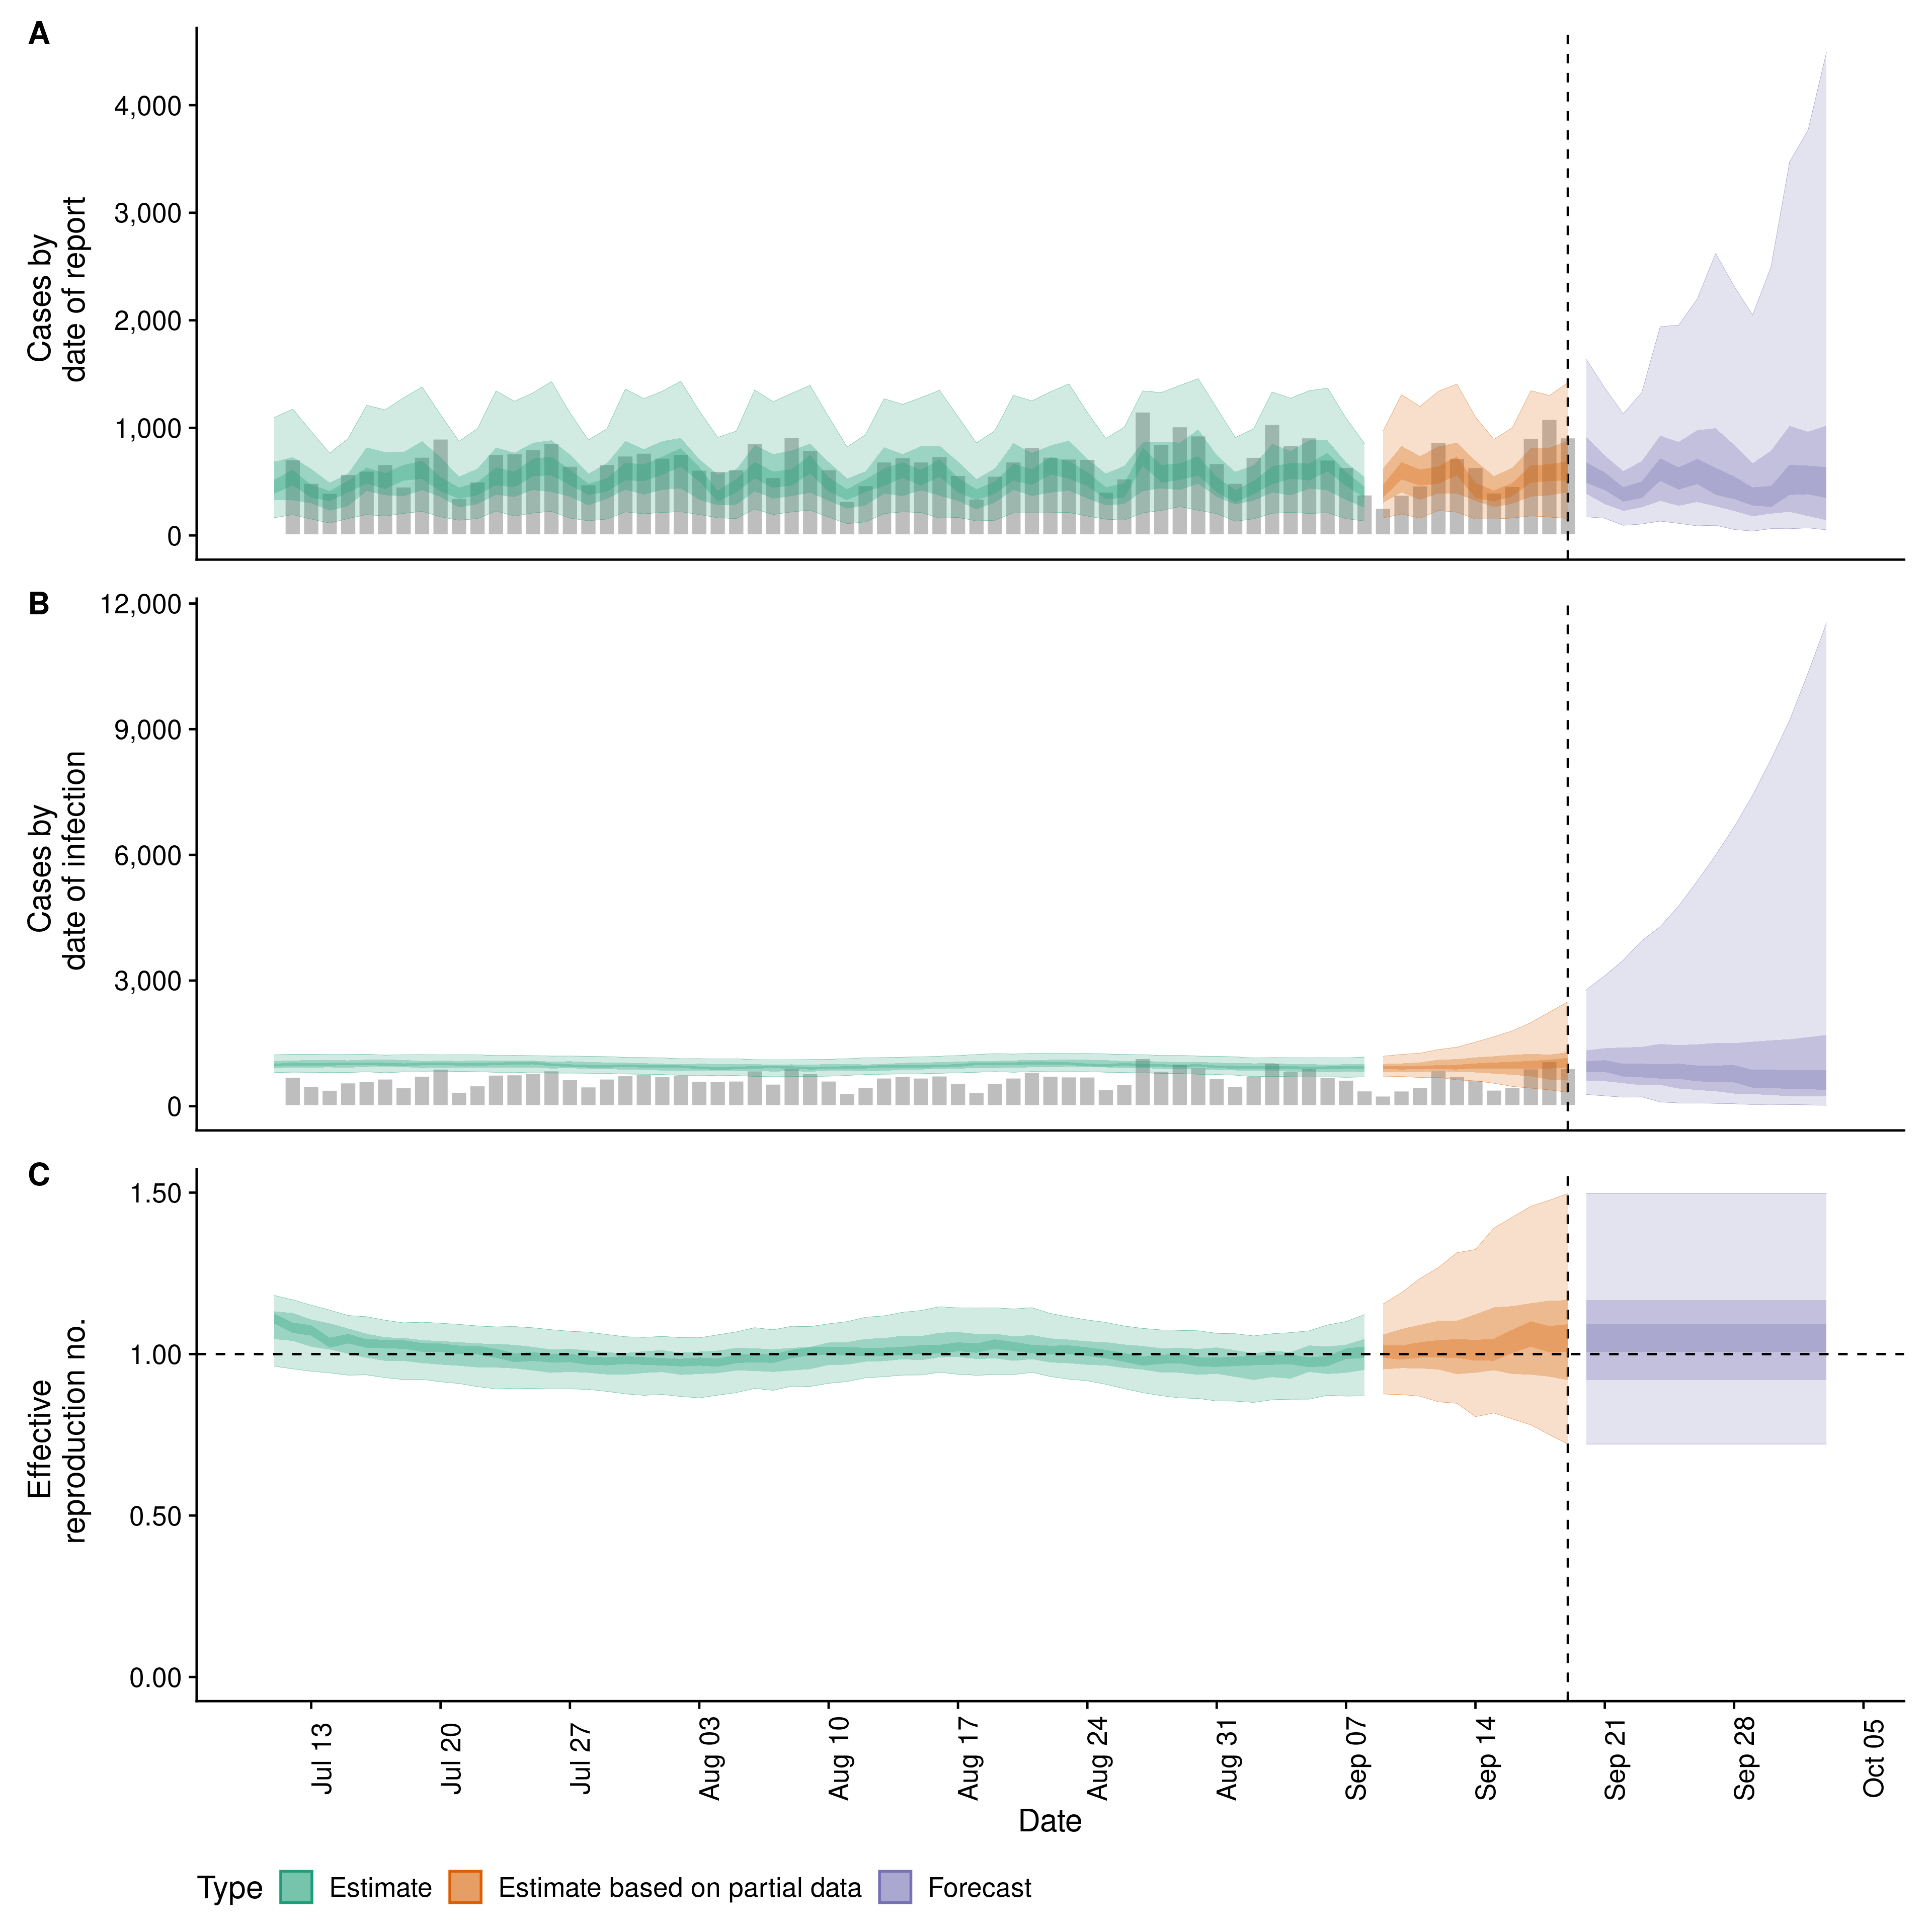 A
Cases by
date of report
4,000
3,000
2,000
1,000
0
B
Cases by
date of infection
12,000
9,000
6,000
3,000
0
C
Effective
reproduction no.
1.50
1.00
0.50
0.00
Jul 13
Jul 20
Jul 27
Aug 03
Aug 10
Aug 17
Aug 24
Aug 31
Sep 07
Sep 14
Sep 21
Sep 28
Oct 05
Date
Type Estimate Estimate based on partial data Forecast